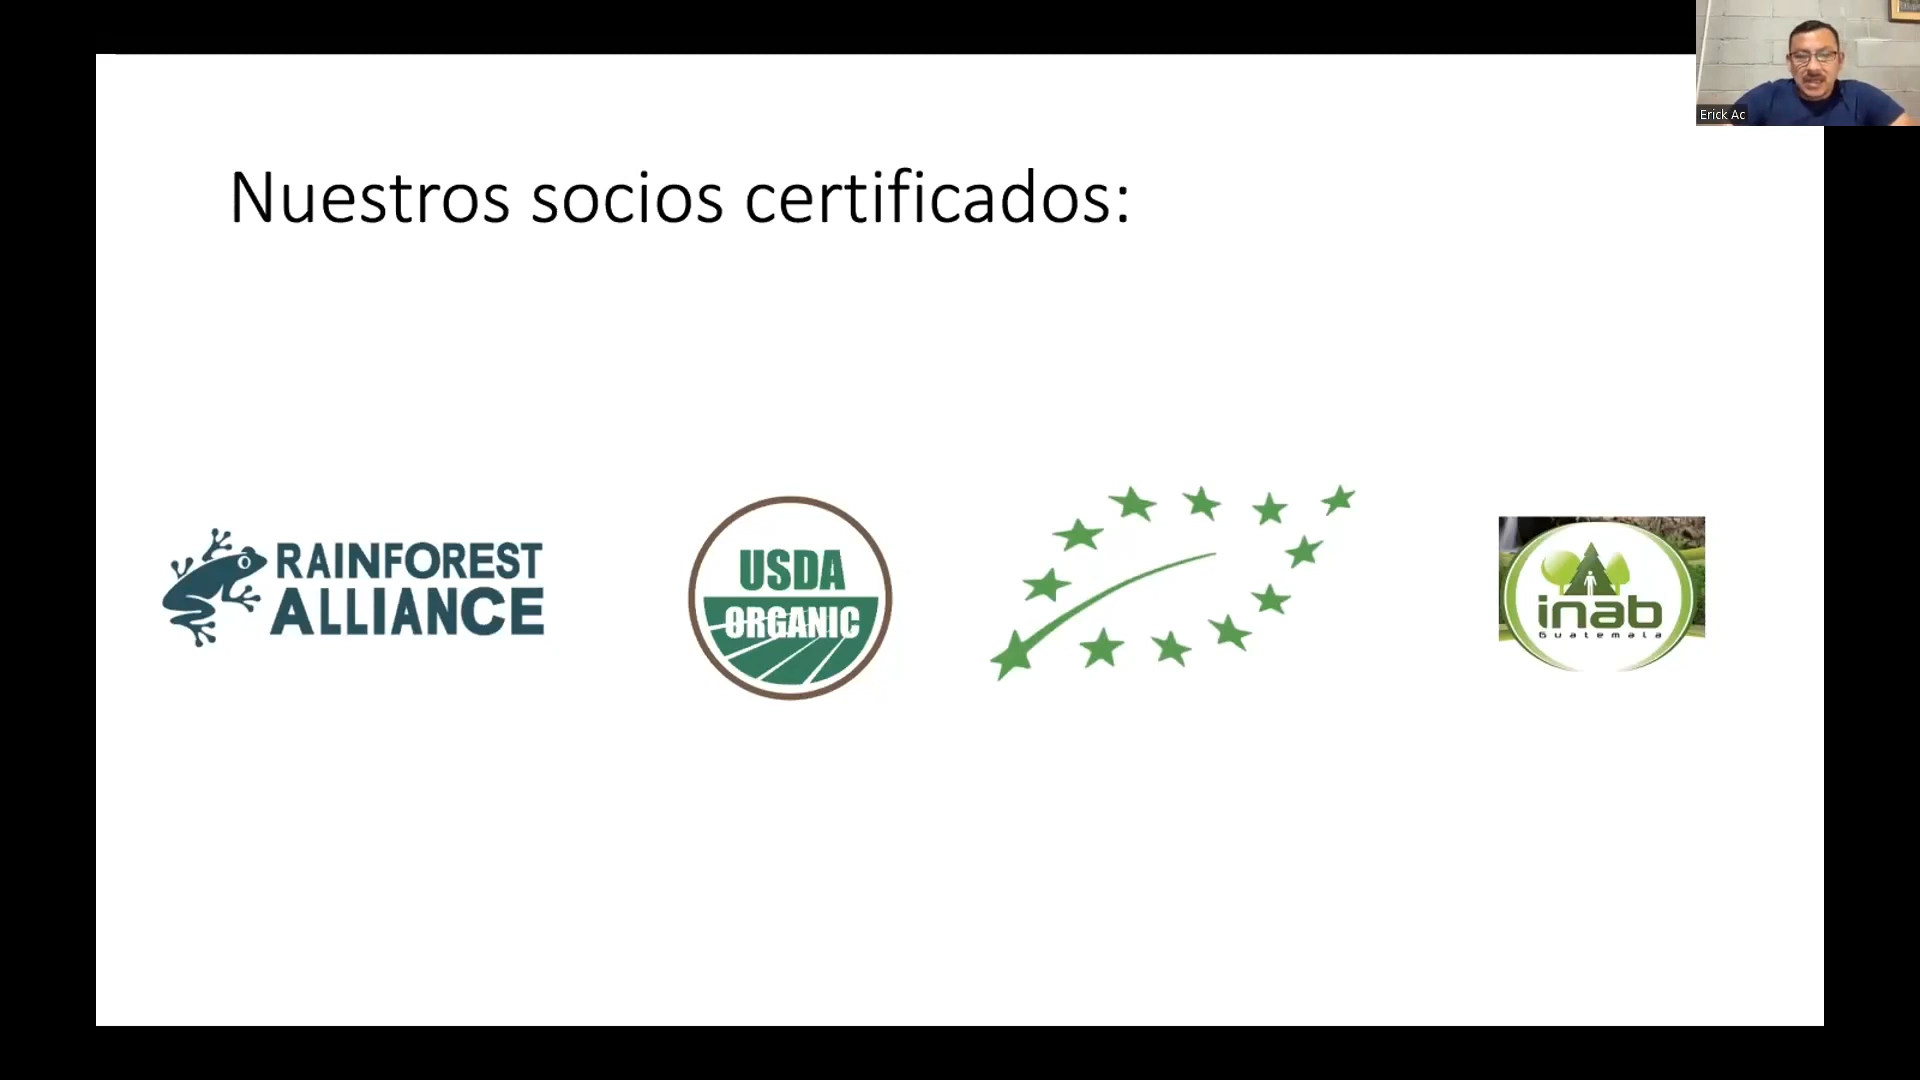 Erick Ac
Nuestros socios certificados:
RAINFOREST
ALLIANCE
USDA
ORGANIC
inab
Guatemala